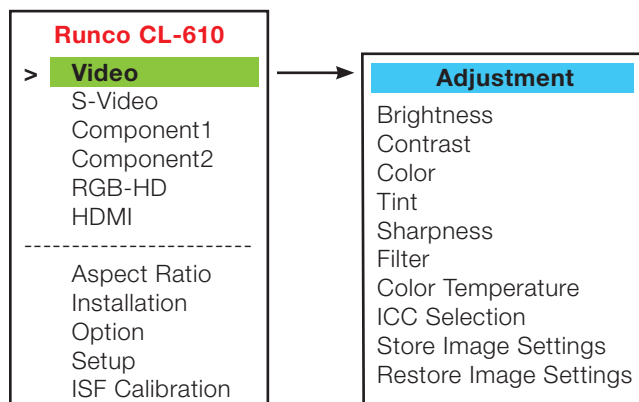 Runco CL-610
> Video
S-Video
Component1
Component2
RGB-HD
HDMI
--------------------------
Aspect Ratio
Installation
Option
Setup
ISF Calibration
Adjustment
Brightness
Contrast
Color
Tint
Sharpness
Filter
Color Temperature
ICC Selection
Store Image Settings
Restore Image Settings